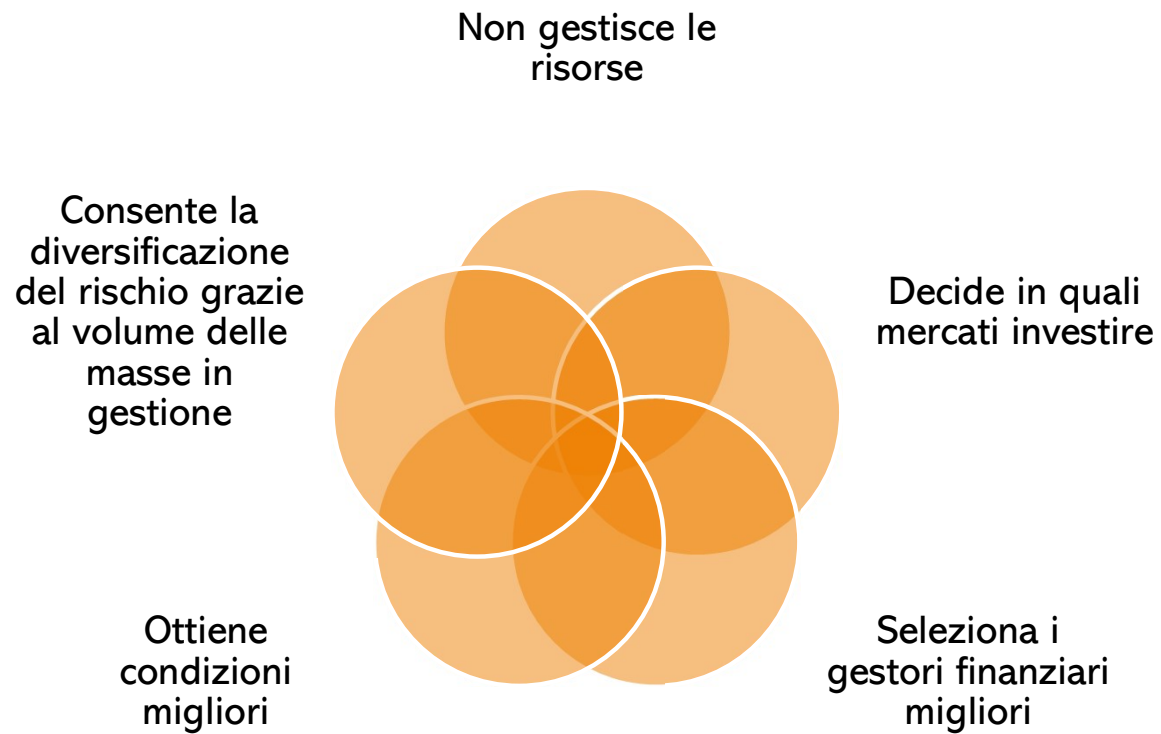 Non gestisce le
risorse
Decide in quali
mercati investire
Seleziona i
gestori finanziari
migliori
Ottiene
condizioni
migliori
Consente la
diversificazione
del rischio grazie
al volume delle
masse in
gestione